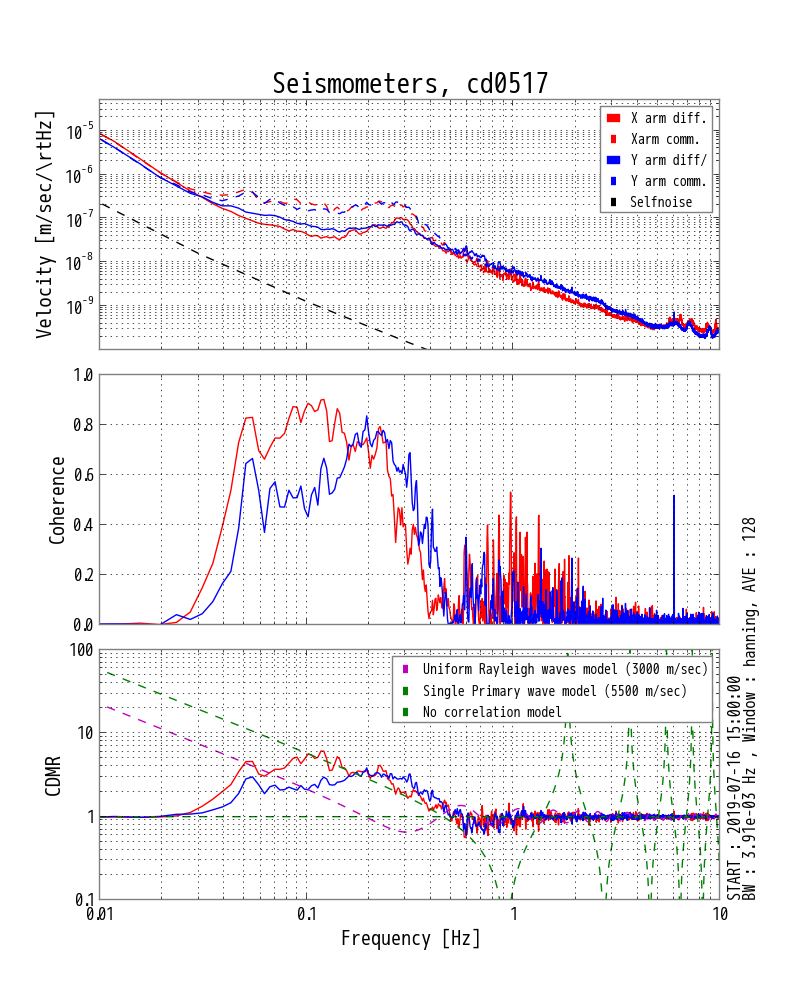 Seismometers, cd0517
Velocity [m/sec/\rtHz]
10^-5
10^-6
10^-7
10^-8
10^-9
X arm diff.
Xarm comm.
Y arm diff/
Y arm comm.
Selfnoise
Coherence
1.0
0.8
0.6
0.4
0.2
0.0
CDMR
100
10
1
0.1
Uniform Rayleigh waves model (3000 m/sec)
Single Primary wave model (5500 m/sec)
No correlation model
0.01
0.1
1
10
Frequency [Hz]
START : 2019-07-16 15:00:00
BW : 3.91e-03 Hz , Window : hanning, AVE : 128